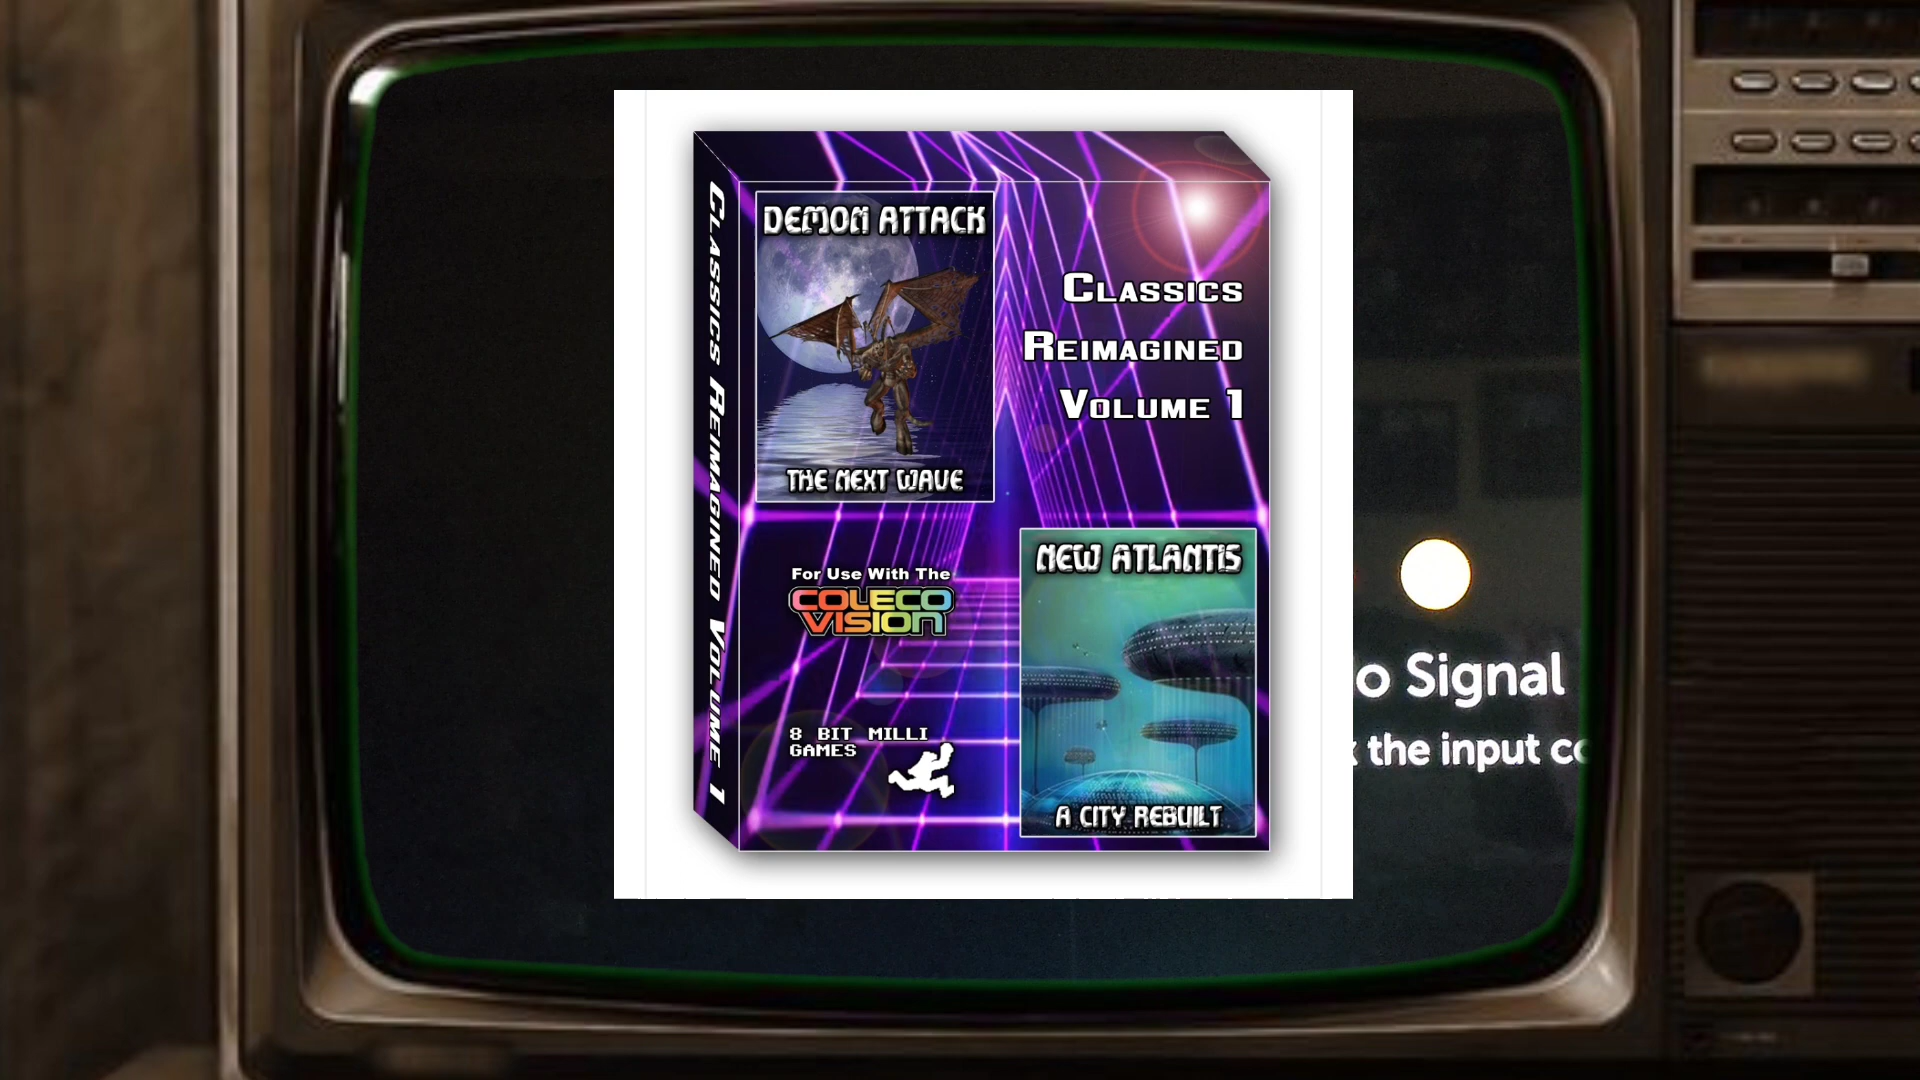 CLASSICS REIMAGINED VOLUME 1
DEMON ATTACK
THE NEXT WAVE
CLASSICS
REIMAGINED
VOLUME 1
For Use With The
COLECO
VISION
8 BIT MILLI
GAMES
NEW ATLANTIS
A CITY REBUILT
o Signal
the input co